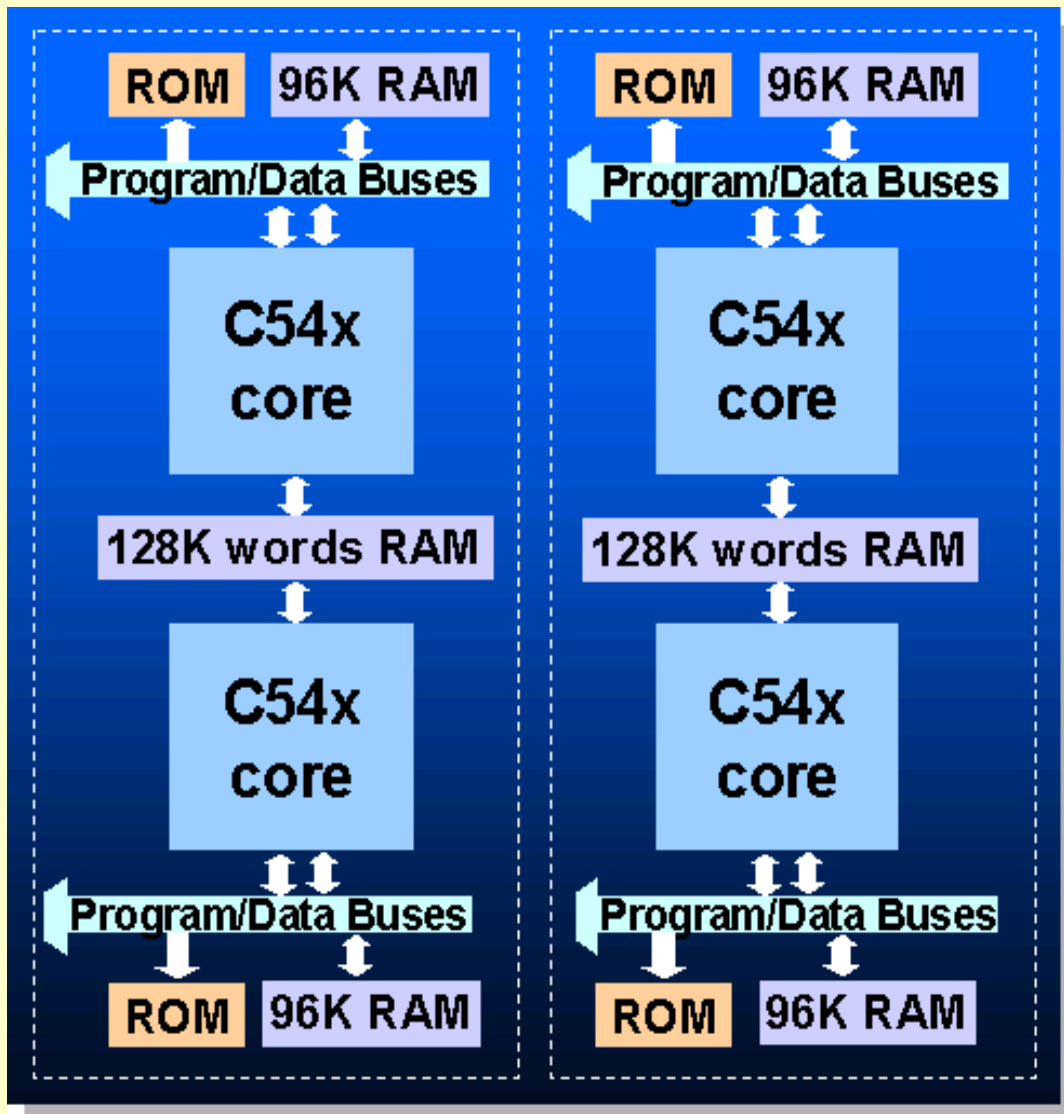 ROM 96K RAM
Program/Data Buses
C54x
core
128K words RAM
C54x
core
Program/Data Buses
ROM 96K RAM
ROM 96K RAM
Program/Data Buses
C54x
core
128K words RAM
C54x
core
Program/Data Buses
ROM 96K RAM